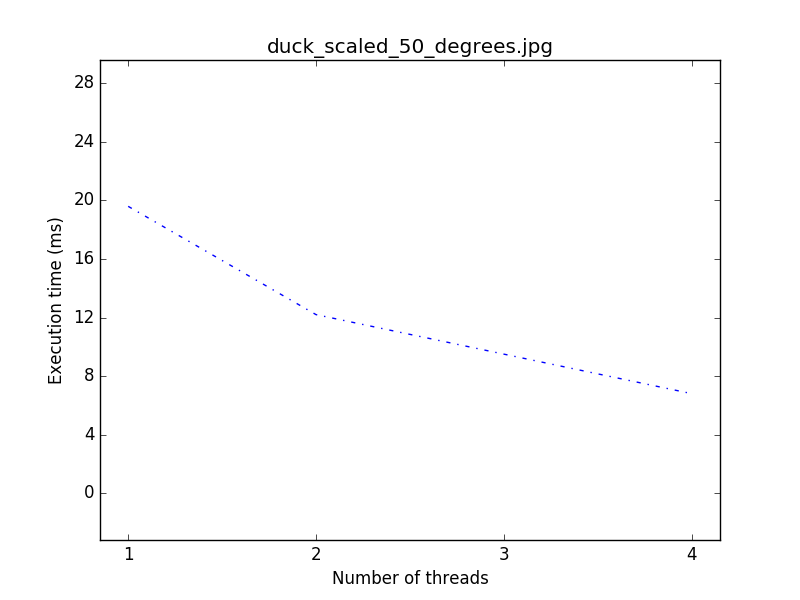 duck_scaled_50_degrees.jpg
28
24
20
16
12
8
4
0
Execution time (ms)
1 2 3 4
Number of threads